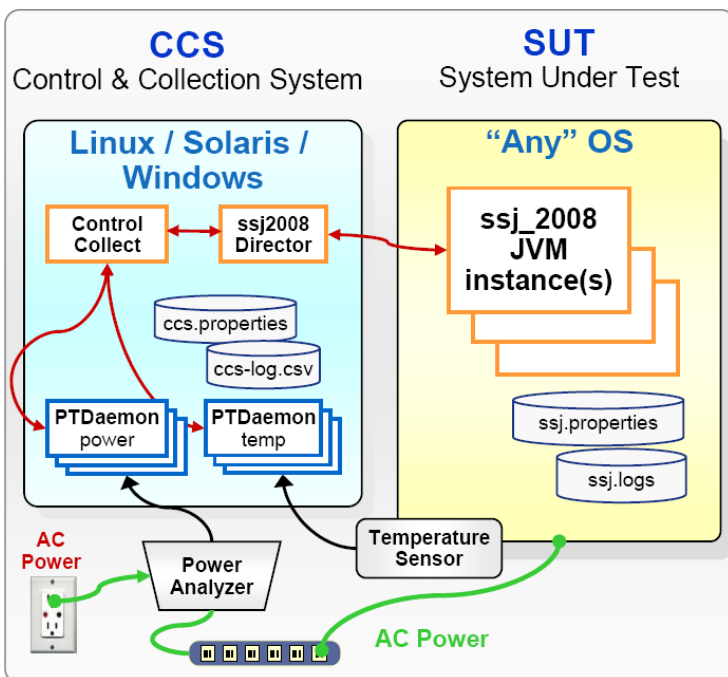 CCS
Control & Collection System
SUT
System Under Test
Linux / Solaris /
Windows
Control
Collect
ssj2008
Director
ccs.properties
ccs-log.csv
PTDaemon
power
PTDaemon
temp
“Any” OS
ssj_2008
JVM
instance(s)
ssj.properties
ssj.logs
AC
Power
Power
Analyzer
Temperature
Sensor
AC Power